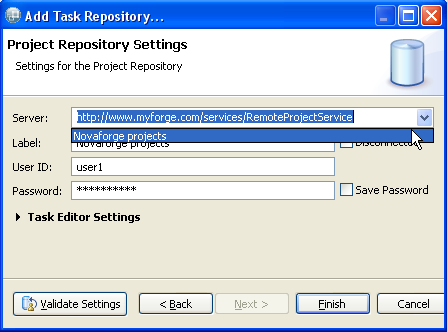 Add Task Repository...
Project Repository Settings
Settings for the Project Repository
Server: http://www.myforge.com/services/RemoteProjectService
Novaforge projects
Label: Novaforge projects Disconnected
User ID: user1
Password: ********** Save Password
Task Editor Settings
Validate Settings < Back Next > Finish Cancel